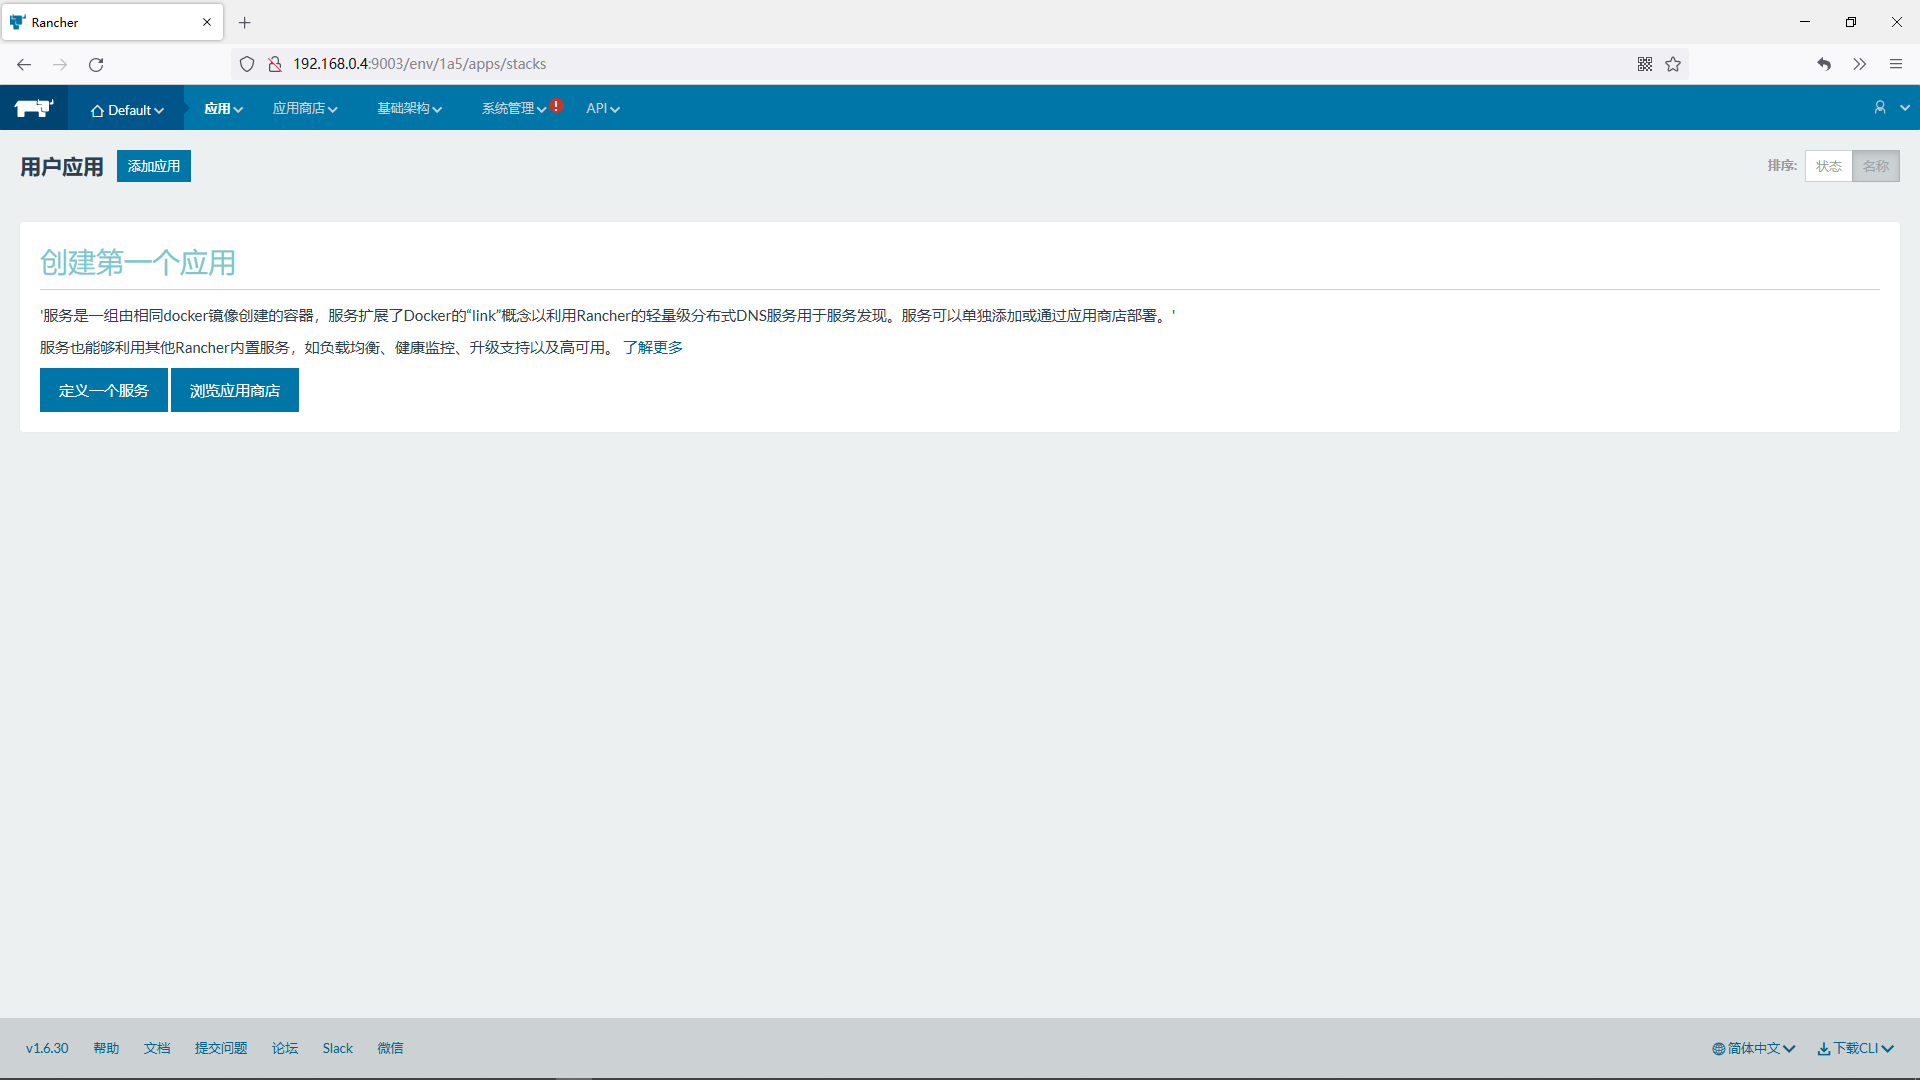 Rancher
192.168.0.4:9003/env/1a5/apps/stacks
Default 应用 应用商店 基础架构 系统管理 ! API
用户应用 添加应用 排序: 状态 名称
创建第一个应用
'服务是一组由相同docker镜像创建的容器，服务扩展了Docker的“link”概念以利用Rancher的轻量级分布式DNS服务用于服务发现。服务可以单独添加或通过应用商店部署。'
服务也能够利用其他Rancher内置服务，如负载均衡、健康监控、升级支持以及高可用。 了解更多
定义一个服务 浏览应用商店
v1.6.30 帮助 文档 提交问题 论坛 Slack 微信 简体中文 下载CLI